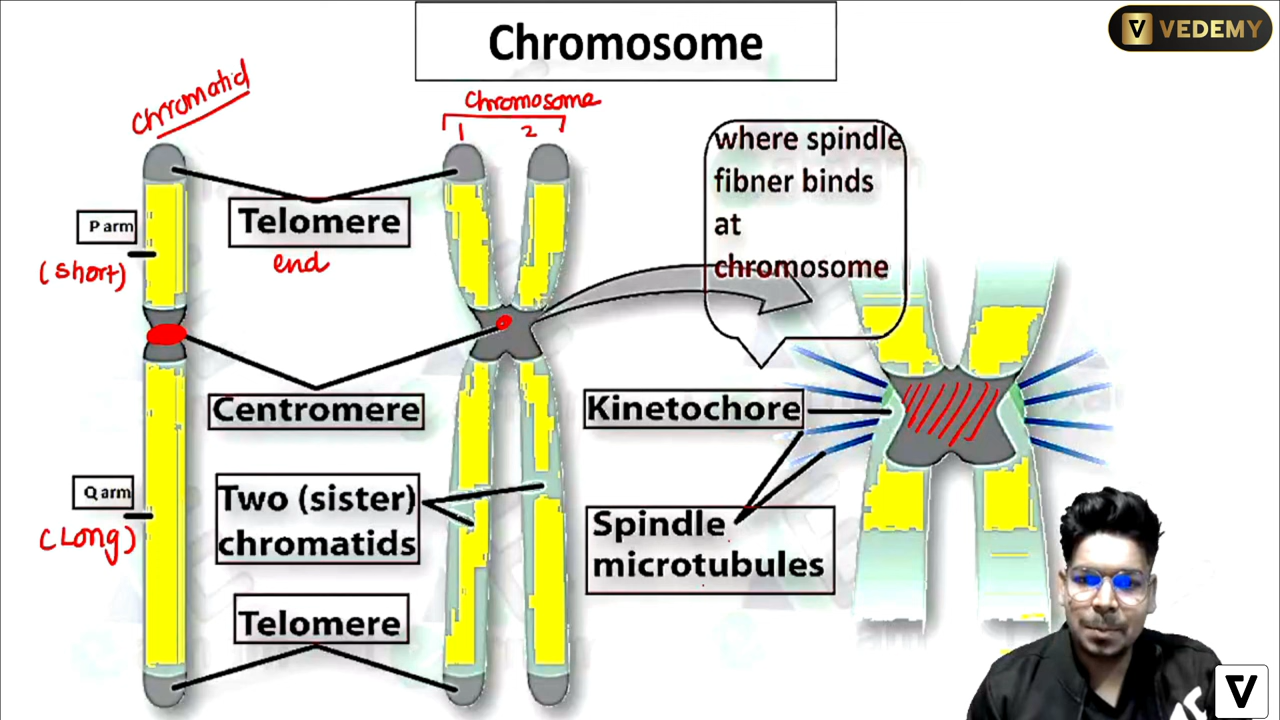 Chromosome
VEDEMY
chromatid
Chromosome
1 2
where spindle
fibner binds
at
chromosome
P arm
(short)
Telomere
end
Centromere
Kinetochore
Q arm
(Long)
Two (sister)
chromatids
Spindle
microtubules
Telomere